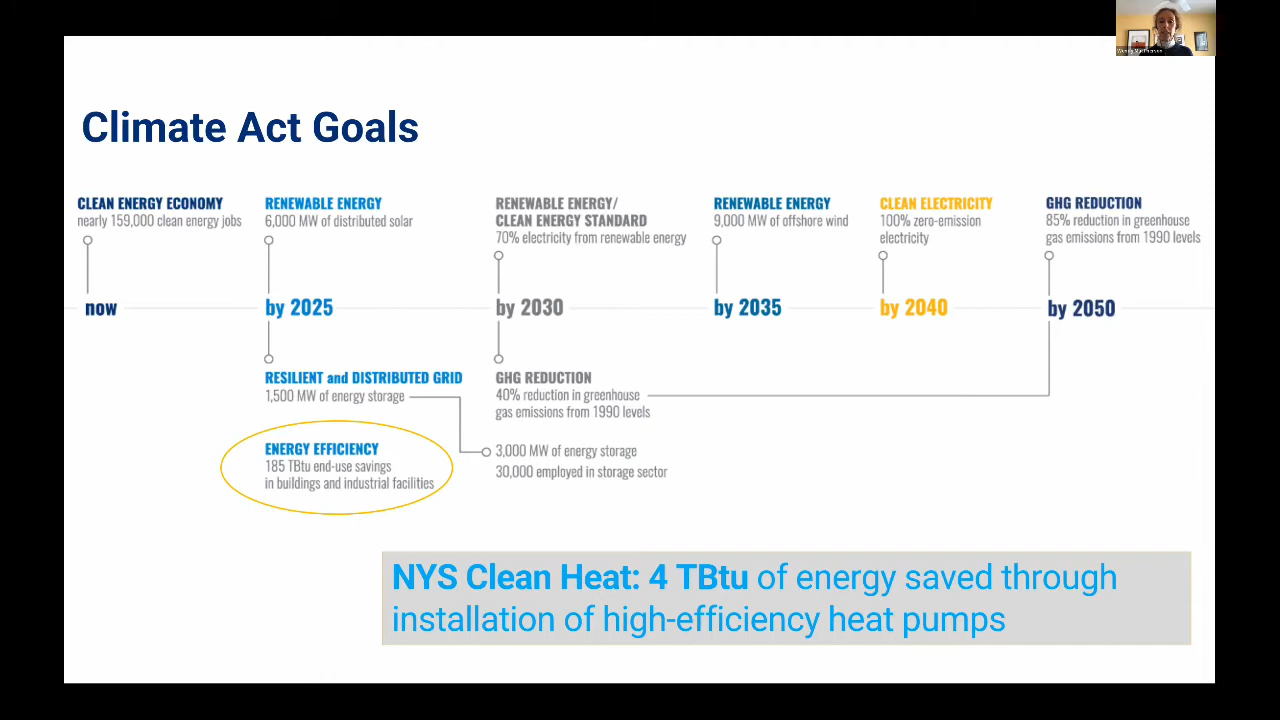 Wendy MacPherson
Climate Act Goals
CLEAN ENERGY ECONOMY
nearly 159,000 clean energy jobs
RENEWABLE ENERGY
6,000 MW of distributed solar
RENEWABLE ENERGY/
CLEAN ENERGY STANDARD
70% electricity from renewable energy
RENEWABLE ENERGY
9,000 MW of offshore wind
CLEAN ELECTRICITY
100% zero-emission
electricity
GHG REDUCTION
85% reduction in greenhouse
gas emissions from 1990 levels
now
by 2025
by 2030
by 2035
by 2040
by 2050
RESILIENT and DISTRIBUTED GRID
1,500 MW of energy storage
GHG REDUCTION
40% reduction in greenhouse
gas emissions from 1990 levels
ENERGY EFFICIENCY
185 TBtu end-use savings
in buildings and industrial facilities
3,000 MW of energy storage
30,000 employed in storage sector
NYS Clean Heat: 4 TBtu of energy saved through
installation of high-efficiency heat pumps